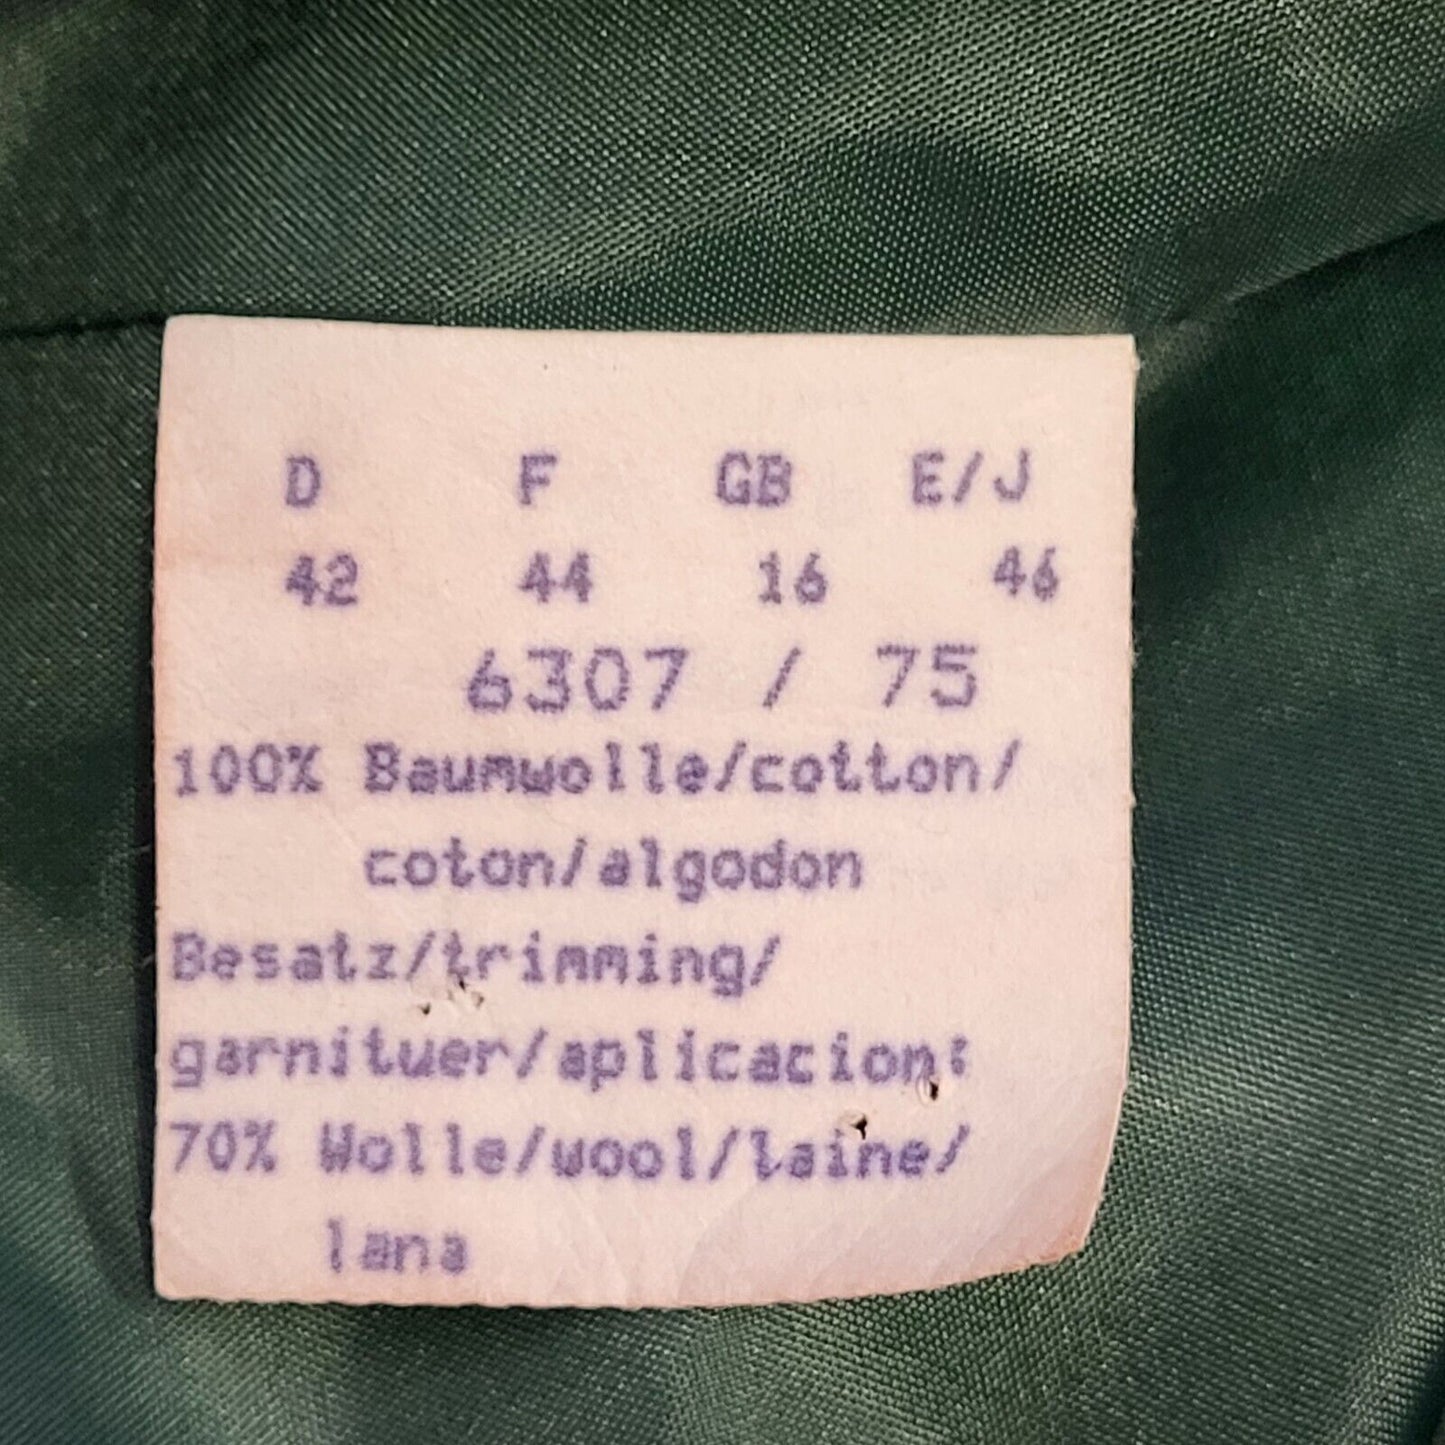 D F GB E/J
42 44 16 46
6307 / 75
100% Baumwolle/cotton/
coton/algodon
Besatz/trimming/
garnituer/aplicacion:
70% Wolle/wool/laine/
lana